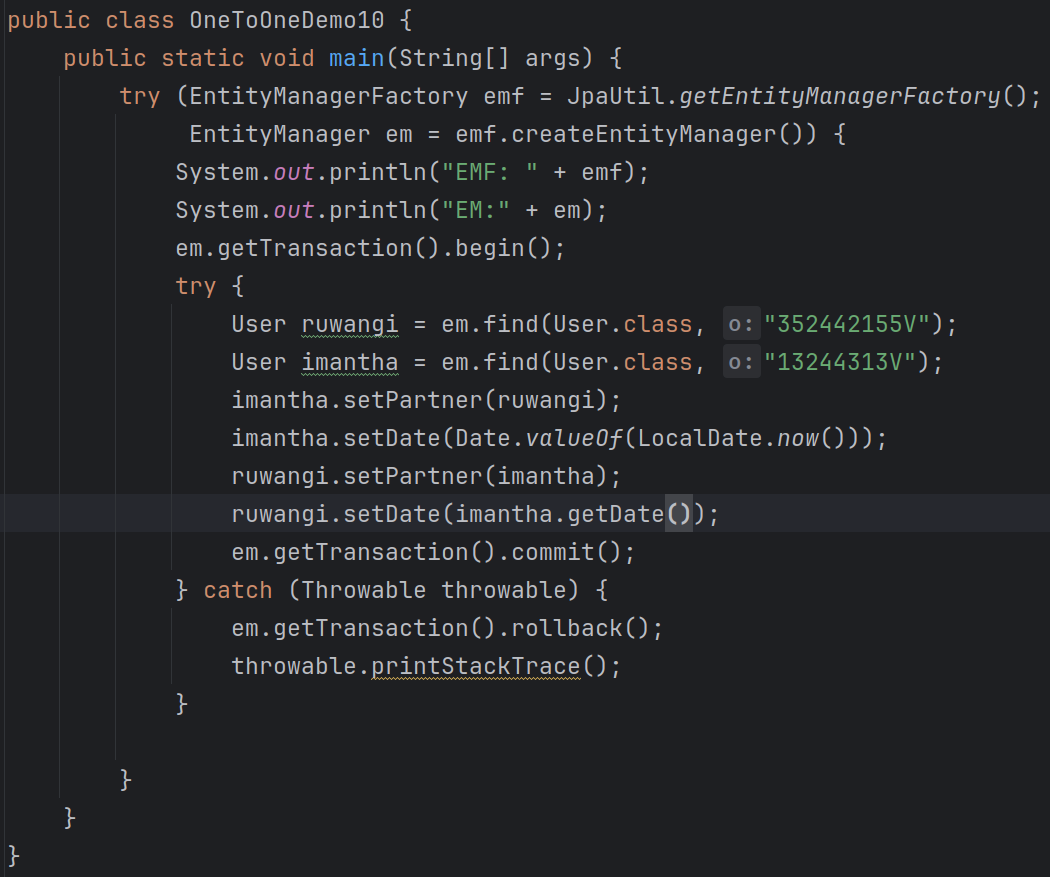 public class OneToOneDemo10 {
    public static void main(String[] args) {
        try (EntityManagerFactory emf = JpaUtil.getEntityManagerFactory();
             EntityManager em = emf.createEntityManager()) {
            System.out.println("EMF: " + emf);
            System.out.println("EM:" + em);
            em.getTransaction().begin();
            try {
                User ruwangi = em.find(User.class, o: "352442155V");
                User imantha = em.find(User.class, o: "13244313V");
                imantha.setPartner(ruwangi);
                imantha.setDate(Date.valueOf(LocalDate.now()));
                ruwangi.setPartner(imantha);
                ruwangi.setDate(imantha.getDate());
                em.getTransaction().commit();
            } catch (Throwable throwable) {
                em.getTransaction().rollback();
                throwable.printStackTrace();
            }
        }
    }
}